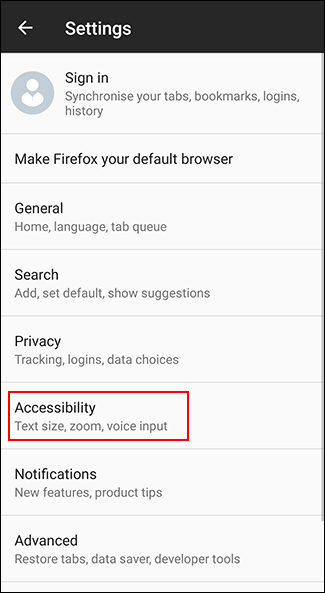 Settings
Sign in
Synchronise your tabs, bookmarks, logins,
history
Make Firefox your default browser
General
Home, language, tab queue
Search
Add, set default, show suggestions
Privacy
Tracking, logins, data choices
Accessibility
Text size, zoom, voice input
Notifications
New features, product tips
Advanced
Restore tabs, data saver, developer tools